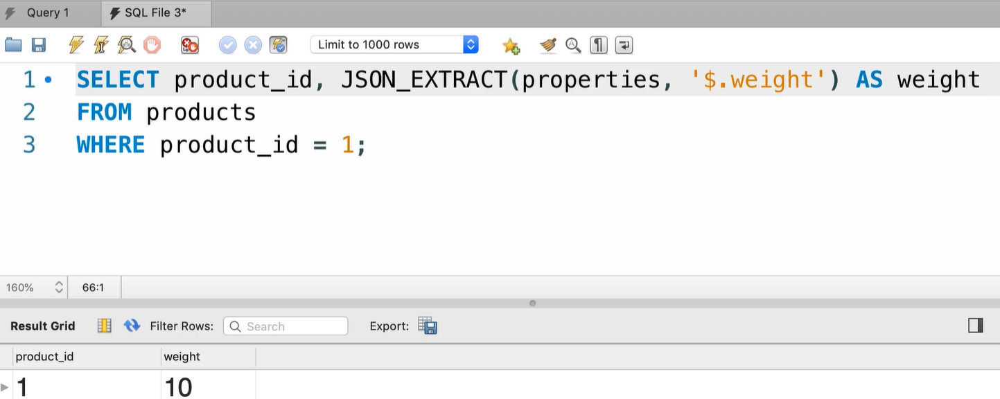 Query 1
SQL File 3*
Limit to 1000 rows
1 SELECT product_id, JSON_EXTRACT(properties, '$.weight') AS weight
2 FROM products
3 WHERE product_id = 1;
160% 66:1
Result Grid Filter Rows: Search Export:
product_id weight
1 10